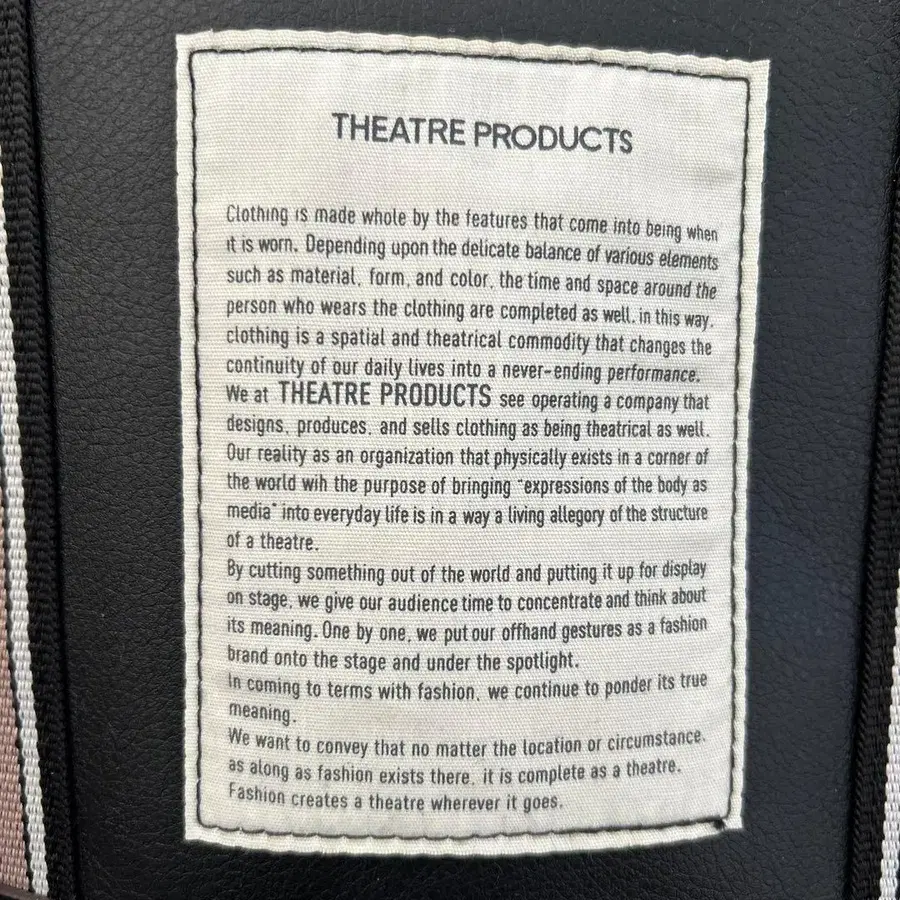 THEATRE PRODUCTS
Clothing is made whole by the features that come into being when
it is worn. Depending upon the delicate balance of various elements
such as material, form, and color, the time and space around the
person who wears the clothing are completed as well. in this way.
clothing is a spatial and theatrical commodity that changes the
continuity of our daily lives into a never-ending performance.
We at THEATRE PRODUCTS see operating a company that
designs, produces, and sells clothing as being theatrical as well.
Our reality as an organization that physically exists in a corner of
the world wih the purpose of bringing "expressions of the body as
media" into everyday life is in a way a living allegory of the structure
of a theatre.
By cutting something out of the world and putting it up for display
on stage, we give our audience time to concentrate and think about
its meaning. One by one, we put our offhand gestures as a fashion
brand onto the stage and under the spotlight.
In coming to terms with fashion, we continue to ponder its true
meaning.
We want to convey that no matter the location or circumstance,
as along as fashion exists there, it is complete as a theatre.
Fashion creates a theatre wherever it goes.